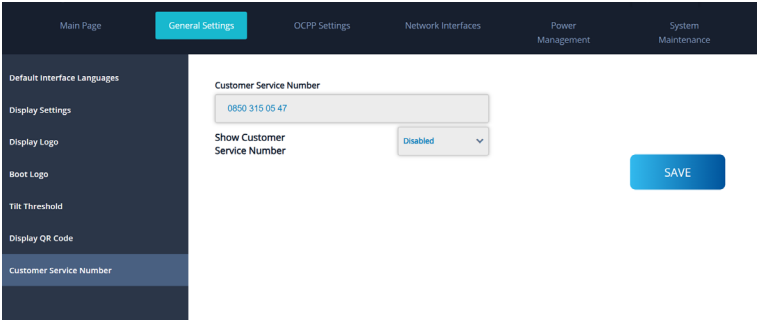 Main Page
General Settings
OCPP Settings
Network Interfaces
Power
Management
System
Maintenance
Default Interface Languages
Display Settings
Display Logo
Boot Logo
Tilt Threshold
Display QR Code
Customer Service Number
Customer Service Number
0850 315 05 47
Show Customer
Service Number
Disabled
SAVE